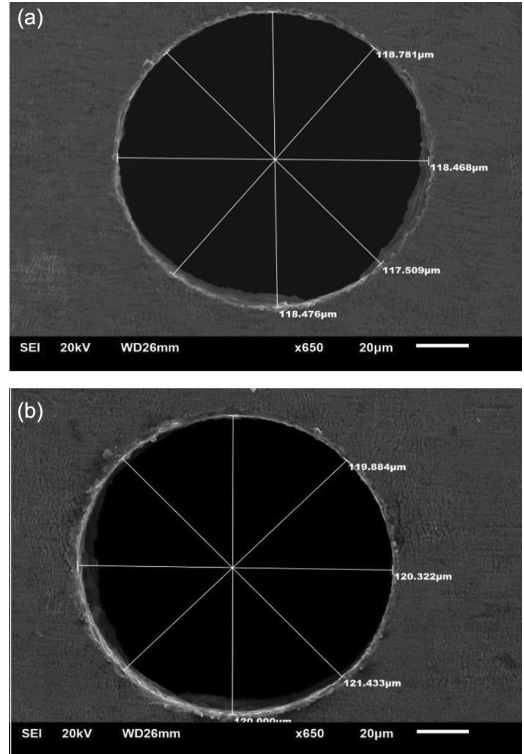 (a)
118.781µm
118.468µm
117.509µm
118.476µm
SEI 20kV WD26mm x650 20µm
(b)
119.884µm
120.322µm
121.433µm
SEI 20kV WD26mm x650 20µm